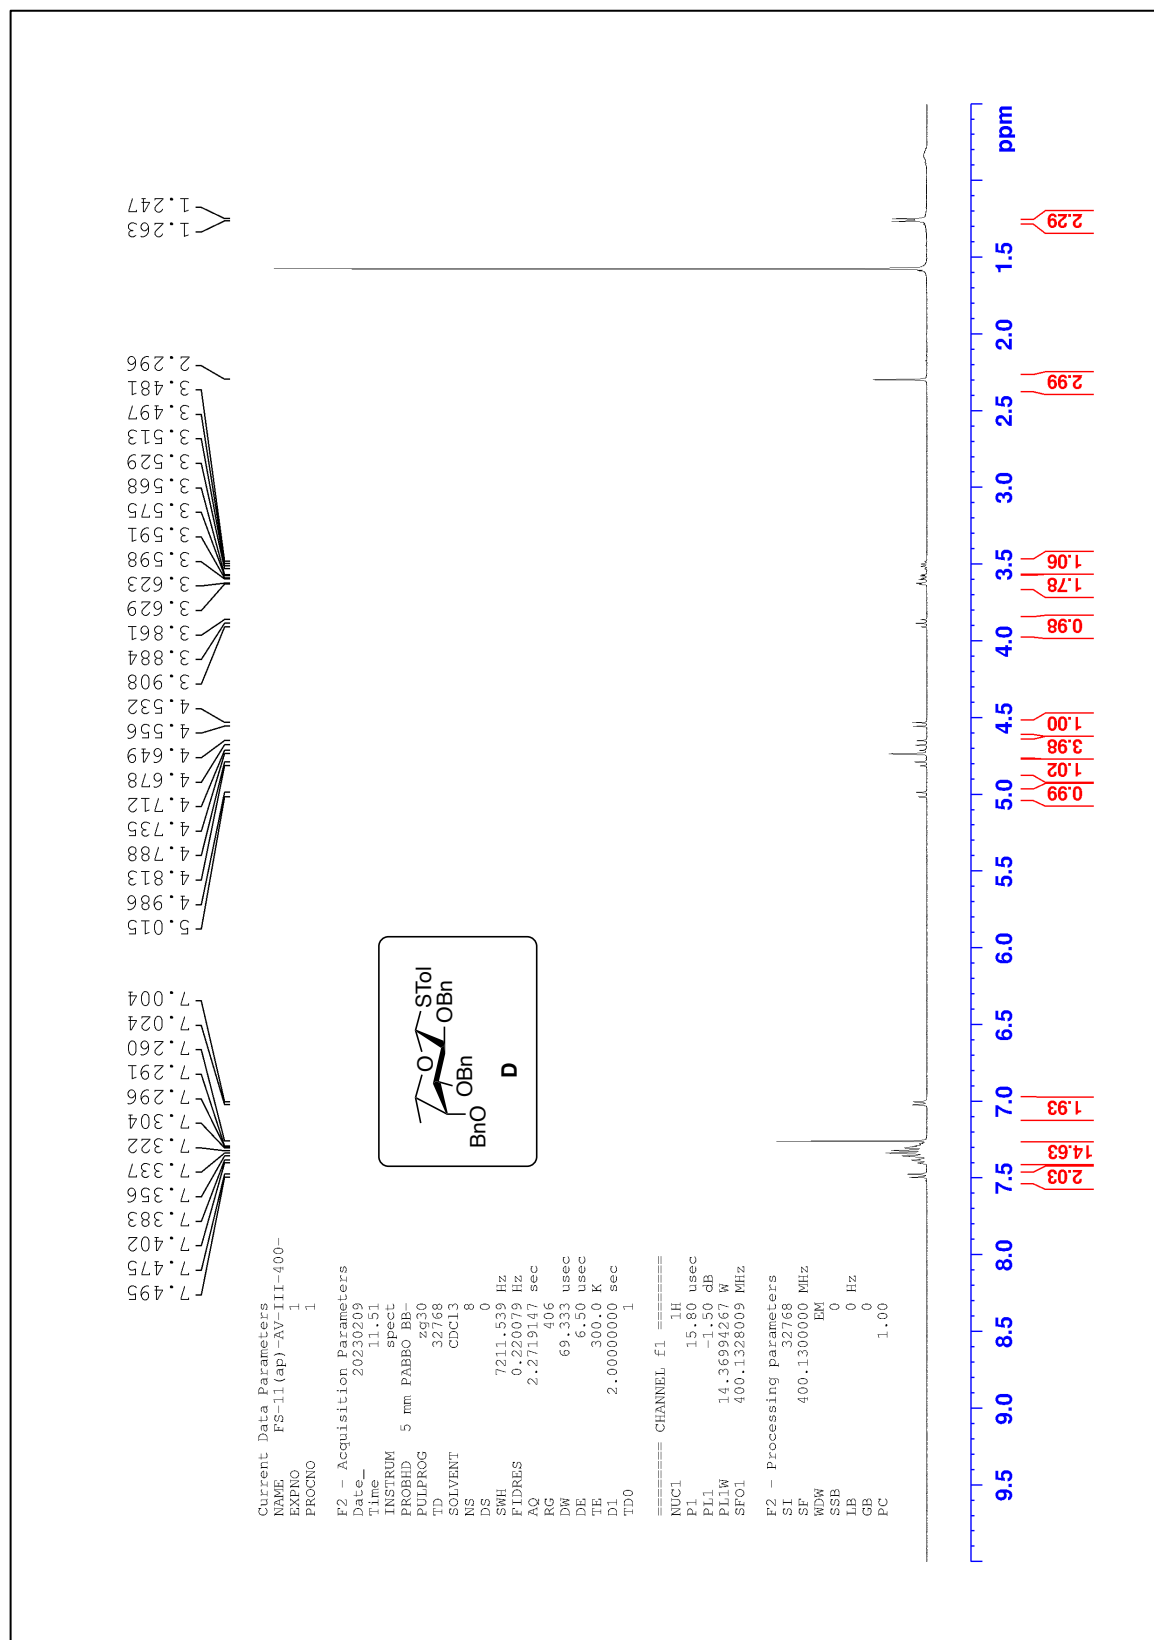 7.495
7.475
7.402
7.383
7.356
7.337
7.322
7.304
7.296
7.291
7.260
7.024
7.004
5.015
4.986
4.813
4.788
4.735
4.712
4.678
4.649
4.556
4.532
3.908
3.884
3.861
3.629
3.623
3.598
3.591
3.575
3.568
3.529
3.513
3.497
3.481
2.296
1.263
1.247
Current Data Parameters
NAME FS-11(ap)-AV-III-400-
EXPNO 1
PROCNO 1
F2 - Acquisition Parameters
Date_ 20230209
Time 11.51
INSTRUM spect
PROBHD 5 mm PABBO BB-
PULPROG zg30
TD 32768
SOLVENT CDCl3
NS 8
DS 0
SWH 7211.539 Hz
FIDRES 0.220079 Hz
AQ 2.2719147 sec
RG 406
DW 69.333 usec
DE 6.50 usec
TE 300.0 K
D1 2.00000000 sec
TD0 1
======== CHANNEL f1 ========
NUC1 1H
P1 15.80 usec
PL1 -1.50 dB
PL1W 14.36994267 W
SFO1 400.1328009 MHz
F2 - Processing parameters
SI 32768
SF 400.1300000 MHz
WDW EM
SSB 0
LB 0 Hz
GB 0
PC 1.00
O
STol
OBn
OBn
BnO
D
9.5 9.0 8.5 8.0 7.5 7.0 6.5 6.0 5.5 5.0 4.5 4.0 3.5 3.0 2.5 2.0 1.5 ppm
2.03
14.63
1.93
0.99
1.02
3.98
1.00
0.98
1.78
1.06
2.99
2.29